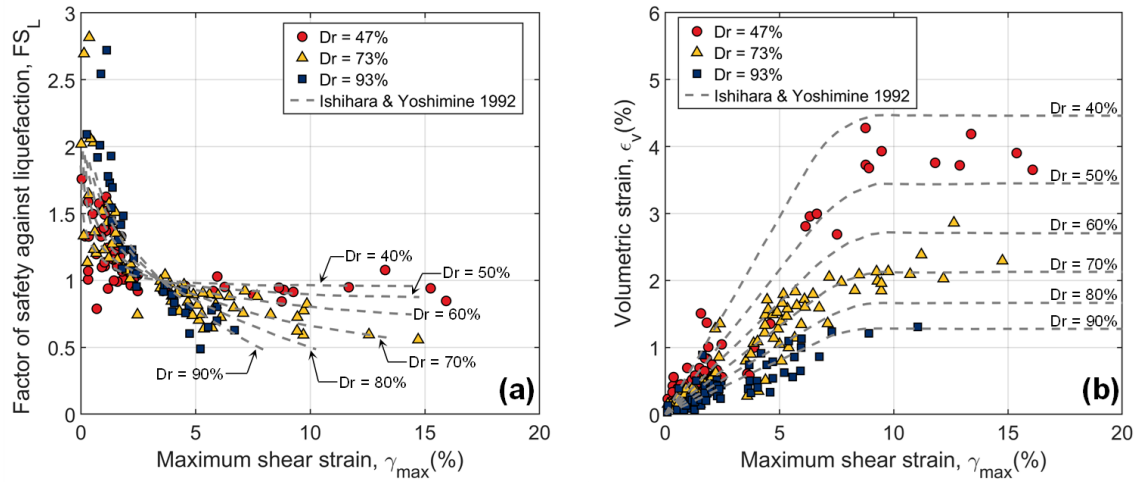 Factor of safety against liquefaction, FS_L
3
2.5
2
1.5
1
0.5
0
Dr = 47%
Dr = 73%
Dr = 93%
Ishihara & Yoshimine 1992
Dr = 40%
Dr = 50%
Dr = 60%
Dr = 70%
Dr = 80%
Dr = 90%
(a)
0 5 10 15 20
Maximum shear strain, γ_max(%)
Volumetric strain, ϵ_v(%)
6
5
4
3
2
1
0
Dr = 47%
Dr = 73%
Dr = 93%
Ishihara & Yoshimine 1992
Dr = 40%
Dr = 50%
Dr = 60%
Dr = 70%
Dr = 80%
Dr = 90%
(b)
0 5 10 15 20
Maximum shear strain, γ_max(%)